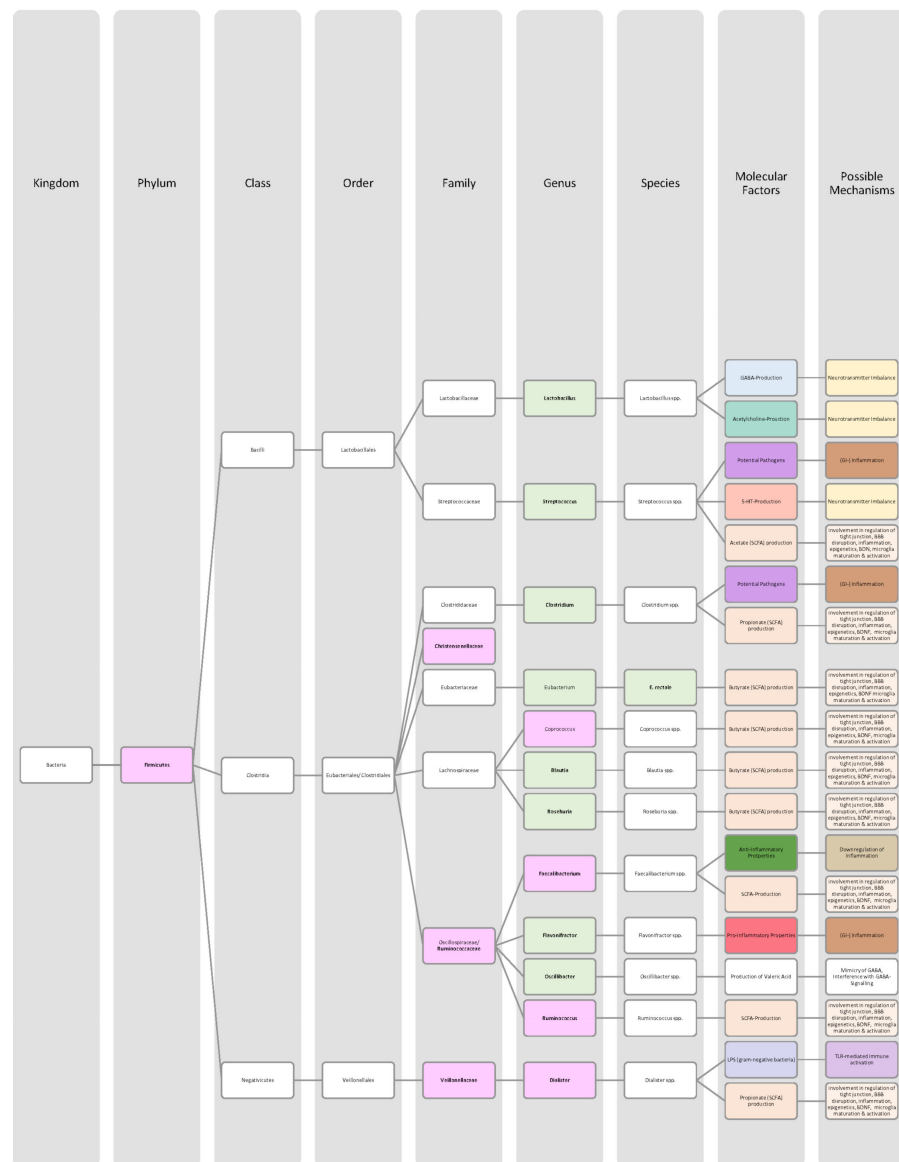 Kingdom
Phylum
Class
Order
Family
Genus
Species
Molecular
Factors
Possible
Mechanisms
Bacteria
Firmicutes
Bacilli
Lactobacillales
Lactobacillaceae
Lactobacillus
Lactobacillus spp.
GABA-Production
Neurotransmitter Imbalance
Acetylcholine-Prouction
Neurotransmitter Imbalance
Streptococcaceae
Streptococcus
Streptococcus spp.
Potential Pathogens
(GI-) Inflammation
5-HT-Production
Neurotransmitter Imbalance
Acetate (SCFA) production
involvement in regulation of
tight junction, BBB
disruption, inflammation,
epigenetics, BDN, microglia
maturation & activation
Clostridia
Eubacteriales/ Clostridiales
Clostridiaceae
Clostridium
Clostridium spp.
Potential Pathogens
(GI-) Inflammation
Propionate (SCFA)
production
involvement in regulation of
tight junction, BBB
disruption, inflammation,
epigenetics, BDNF, microglia
maturation & activation
Christensenellaceae
Eubacteriaceae
Eubacterium
E. rectale
Butyrate (SCFA) production
involvement in regulation of
tight junction, BBB
disruption, inflammation,
epigenetics, BDNF microglia
maturation & activation
Lachnospiraceae
Coprococcus
Coprococcus spp.
Butyrate (SCFA) production
involvement in regulation of
tight junction, BBB
disruption, inflammation,
epigenetics, BDNF, microglia
maturation & activation
Blautia
Blautia spp.
Butyrate (SCFA) production
involvement in regulation of
tight junction, BBB
disruption, inflammation,
epigenetics, BDNF, microglia
maturation & activation
Roseburia
Roseburia spp.
Butyrate (SCFA) production
involvement in regulation of
tight junction, BBB
disruption, inflammation,
epigenetics, BDNF, microglia
maturation & activation
Oscillospiraceae/
Ruminococcaceae
Faecalibacterium
Faecalibacterium spp.
Anti-Inflammatory
Prosperties
Downregulation of
Inflammation
SCFA-Production
involvement in regulation of
tight junction, BBB
disruption, inflammation,
epigenetics, BDNF, microglia
maturation & activation
Flavonifractor
Flavonifractor spp.
Pro-Inflammatory Properties
(GI-) Inflammation
Oscillibacter
Oscillibacter spp.
Production of Valeric Acid
Mimicry of GABA,
Interference with GABA-
Signalling
Ruminococcus
Ruminococcus spp.
SCFA-Production
involvement in regulation of
tight junction, BBB
disruption, inflammation,
epigenetics, BDNF, microglia
maturation & activation
Negativicutes
Veillonellales
Veillonellaceae
Dialister
Dialister spp.
LPS (gram-negative bacteria)
TLR-mediated immune
activation
Propionate (SCFA)
production
involvement in regulation of
tight junction, BBB
disruption, inflammation,
epigenetics, BDNF, microglia
maturation & activation